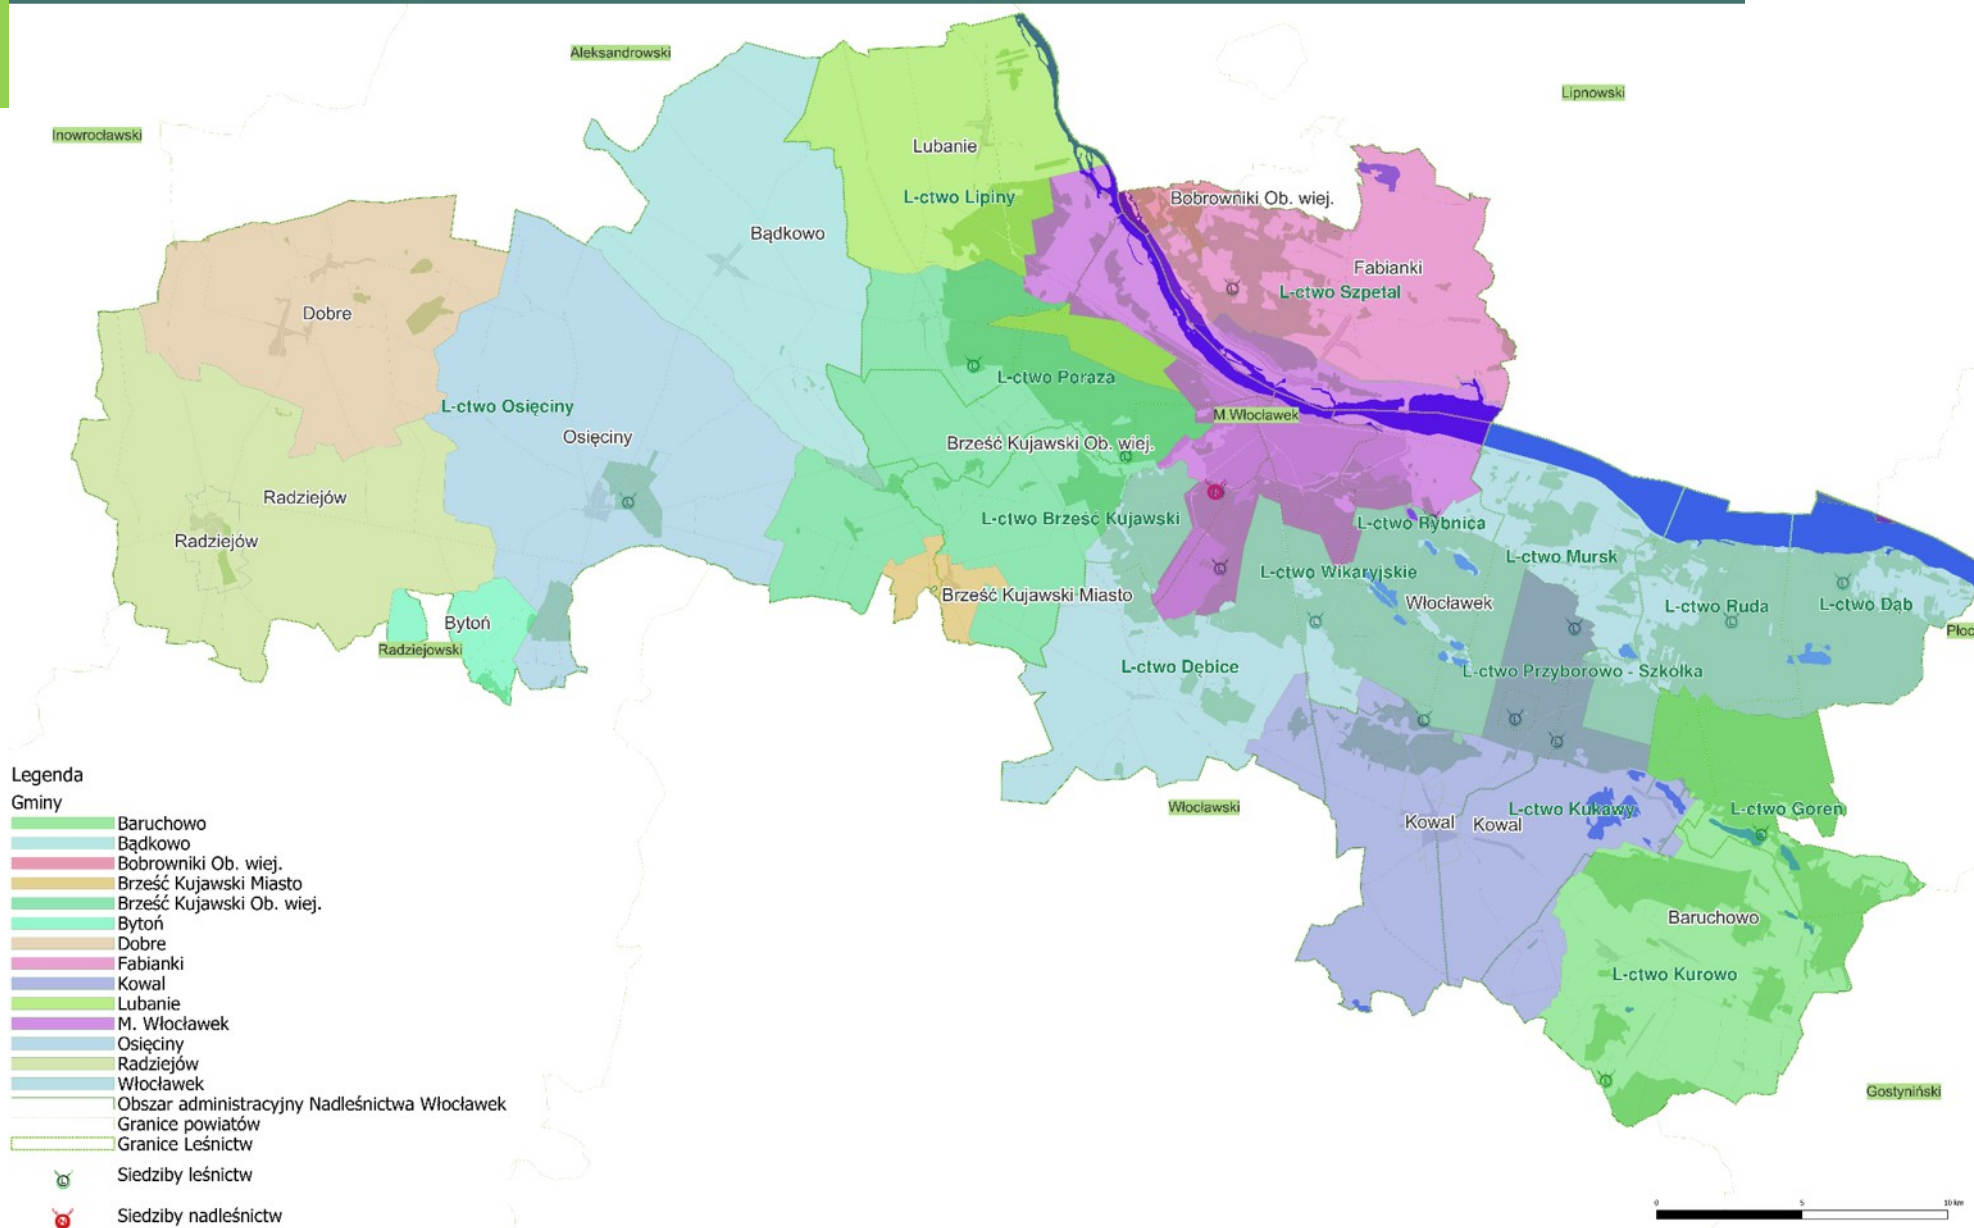 Aleksandrowski
Lipnowski
Inowrocławski
Lubanie
L-ctwo Lipiny
Bobrowniki Ob. wiej.
Bądkowo
Fabianki
L-ctwo Szpetal
Dobre
L-ctwo Poraza
L-ctwo Osięciny
M.Włocławek
Osięciny
Brześć Kujawski Ob. wiej.
Radziejów
L-ctwo Brześć Kujawski
L-ctwo Rybnica
Radziejów
L-ctwo Mursk
L-ctwo Wikaryjskie
Włocławek
L-ctwo Ruda
L-ctwo Dąb
Brześć Kujawski Miasto
Bytoń
Płoc
Radziejowski
L-ctwo Dębice
L-ctwo Przyborowo - Szkółka
Legenda
Gminy
Włocławski
L-ctwo Kukawy
L-ctwo Goreń
Kowal
Kowal
Baruchowo
Bądkowo
Bobrowniki Ob. wiej.
Brześć Kujawski Miasto
Brześć Kujawski Ob. wiej.
Bytoń
Dobre
Fabianki
Kowal
Lubanie
M. Włocławek
Osięciny
Radziejów
Włocławek
Obszar administracyjny Nadleśnictwa Włocławek
Granice powiatów
Granice Leśnictw
Siedziby leśnictw
Siedziby nadleśnictw
Baruchowo
L-ctwo Kurowo
Gostyniński
0 5 10 km